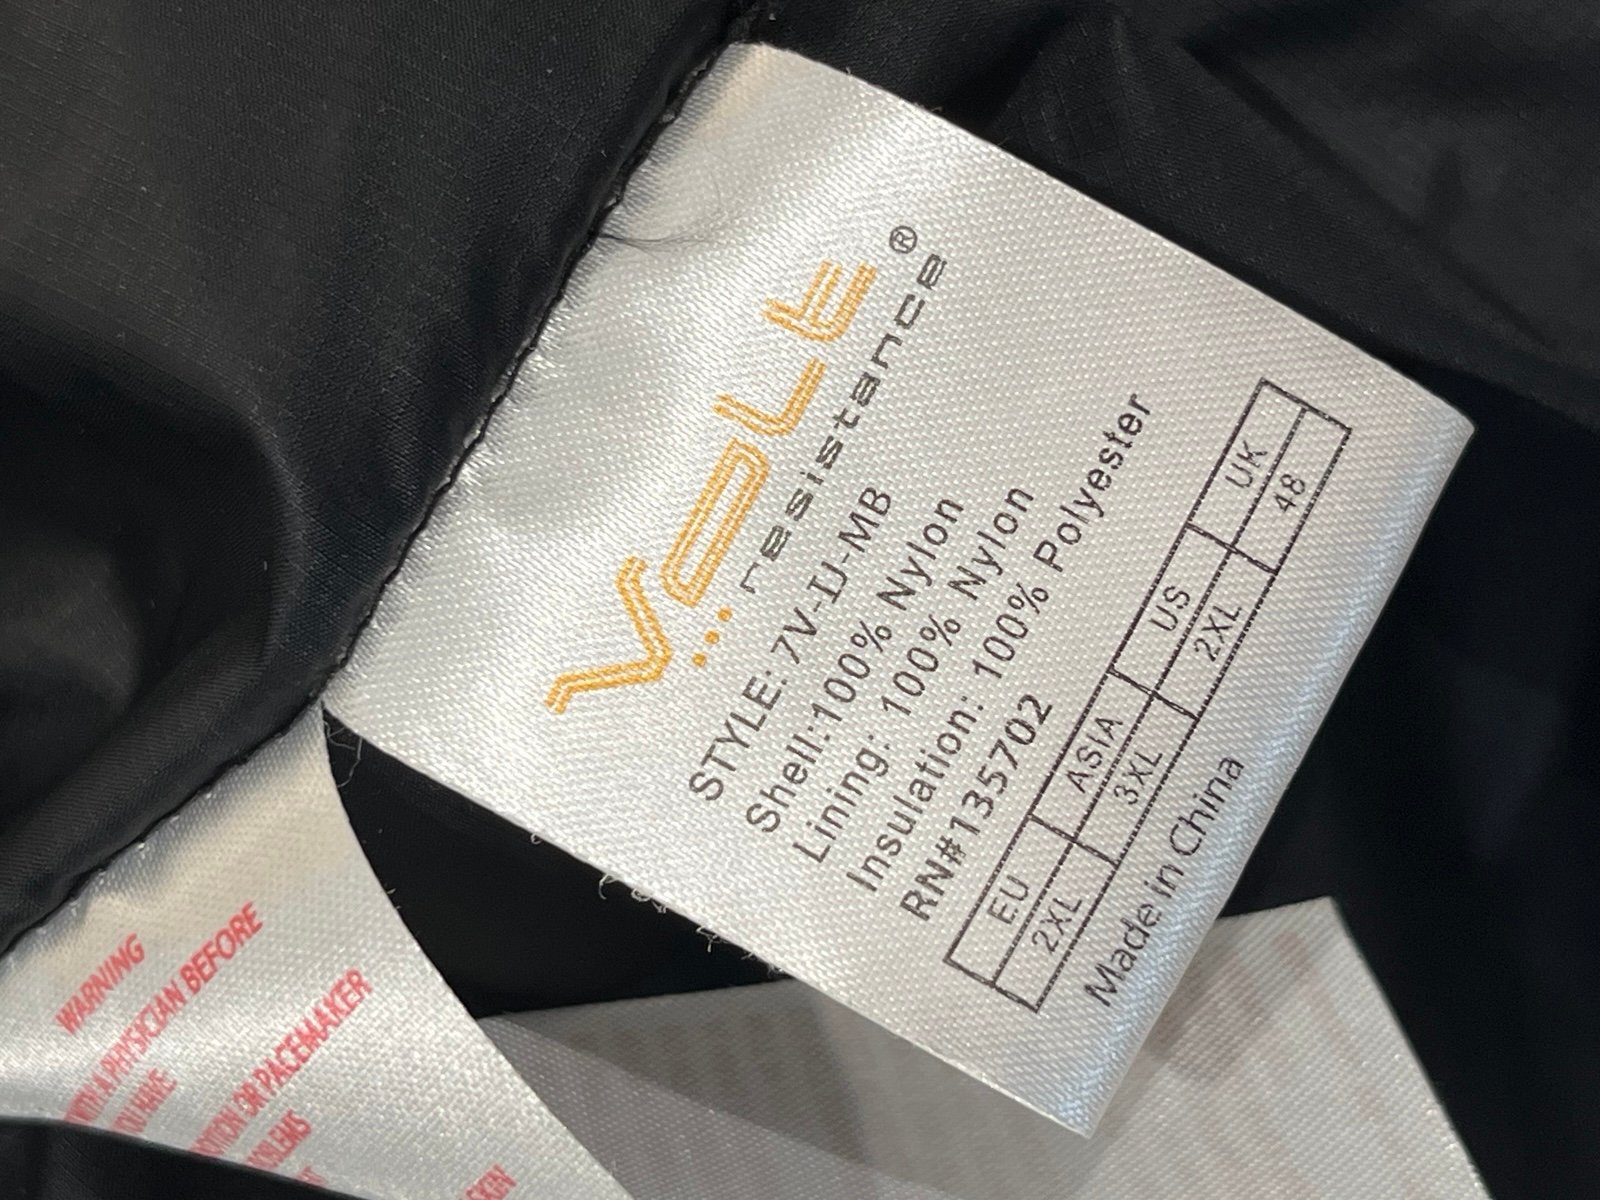 VOLT®
resistance
STYLE: 7V-IJ-MB
Shell:100% Nylon
Lining: 100% Nylon
Insulation: 100% Polyester
RN#135702
EU ASIA US UK
2XL 3XL 2XL 48
Made in China
WARNING
A PHYSICIAN BEFORE
OR PACEMAKER